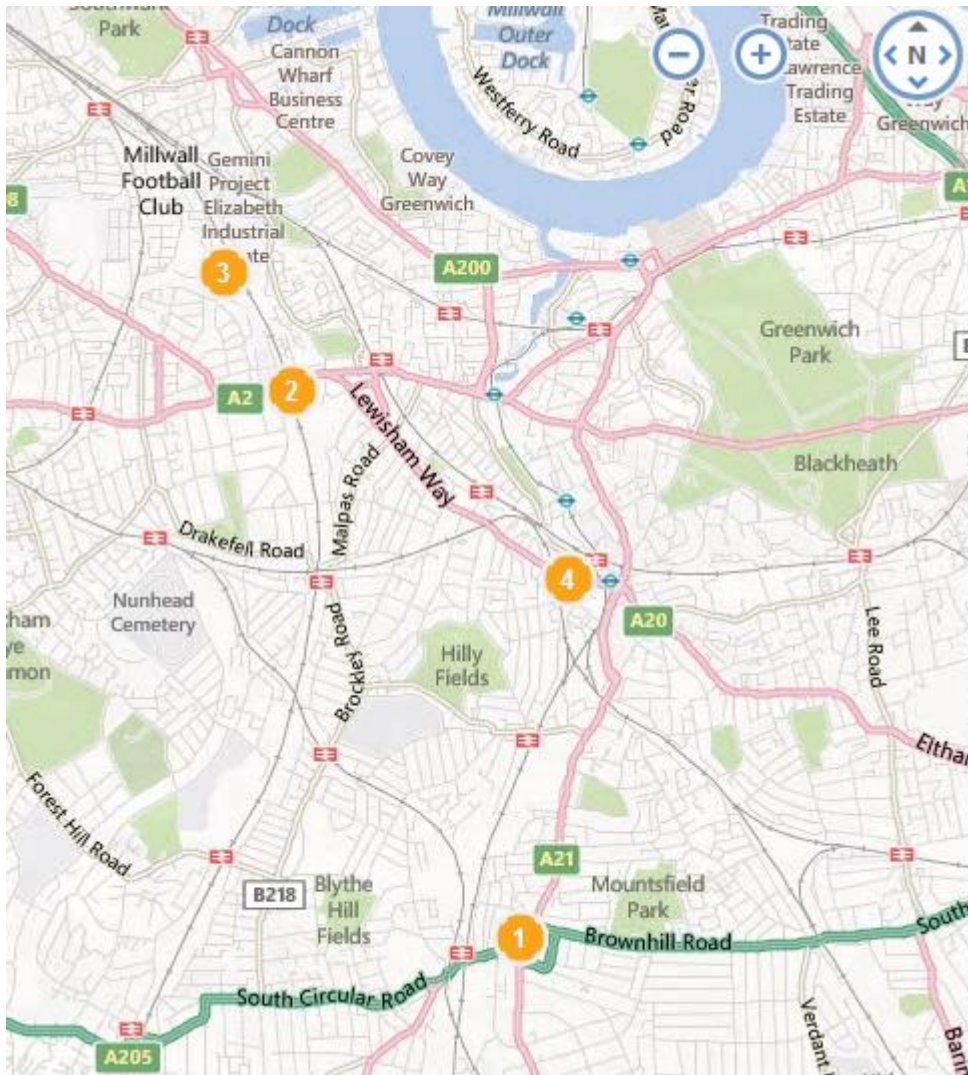 Park
Dock
Cannon
Wharf
Business
Centre
Millwall
Outer
Dock
Westferry Road
Road
Trading
Estate
Trading
Estate
N
Greenwich
Millwall
Football
Club
Gemini
Project
Elizabeth
Industrial
Covey
Way
Greenwich
A200
3
Greenwich
Park
A2
2
Lewisham Way
Malpas Road
Blackheath
Drakefell Road
4
Nunhead
Cemetery
A20
Hilly
Fields
Brockley Road
Lee Road
Forest Hill Road
A21
B218
Blythe
Hill
Fields
Mountsfield
Park
1
Brownhill Road
South
South Circular Road
A205
Verdant